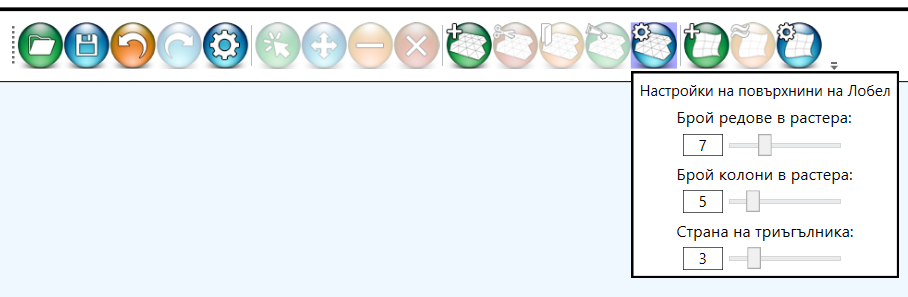 Настройки на повърхнини на Лобел
Брой редове в растера:
7
Брой колони в растера:
5
Страна на триъгълника:
3